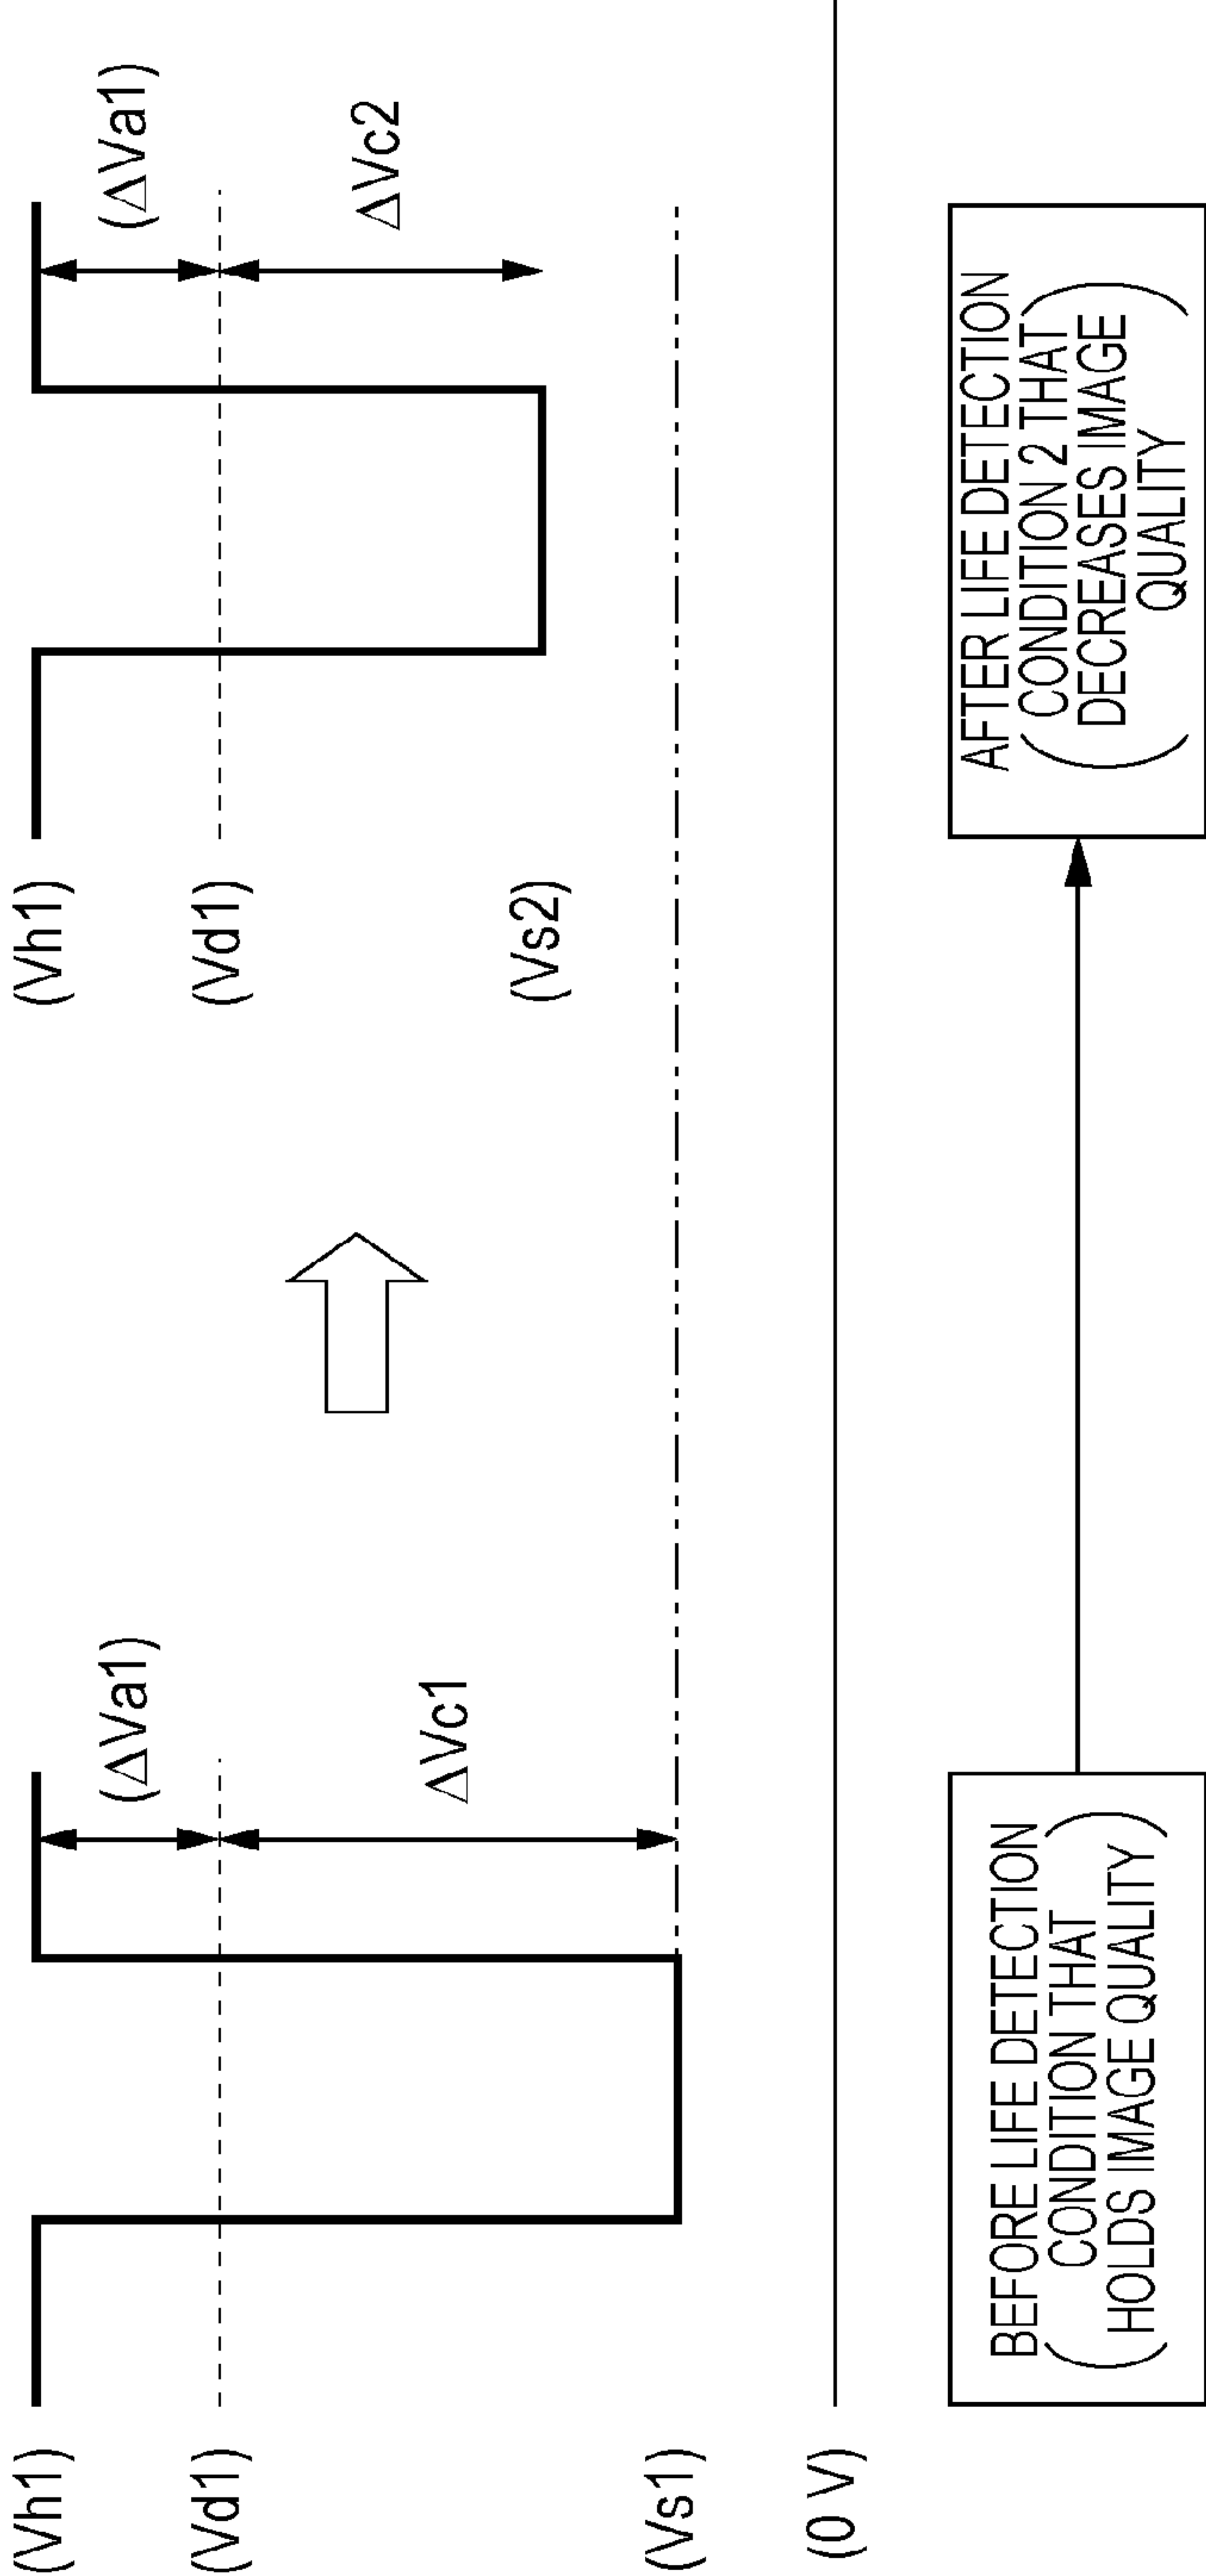 (Vh1)
(Vd1)
(Vs1)
(0 V)
(ΔVa1)
ΔVc1
(Vh1)
(Vd1)
(Vs2)
(ΔVa1)
ΔVc2
BEFORE LIFE DETECTION
(CONDITION THAT
HOLDS IMAGE QUALITY)
AFTER LIFE DETECTION
(CONDITION 2 THAT
DECREASES IMAGE
QUALITY)